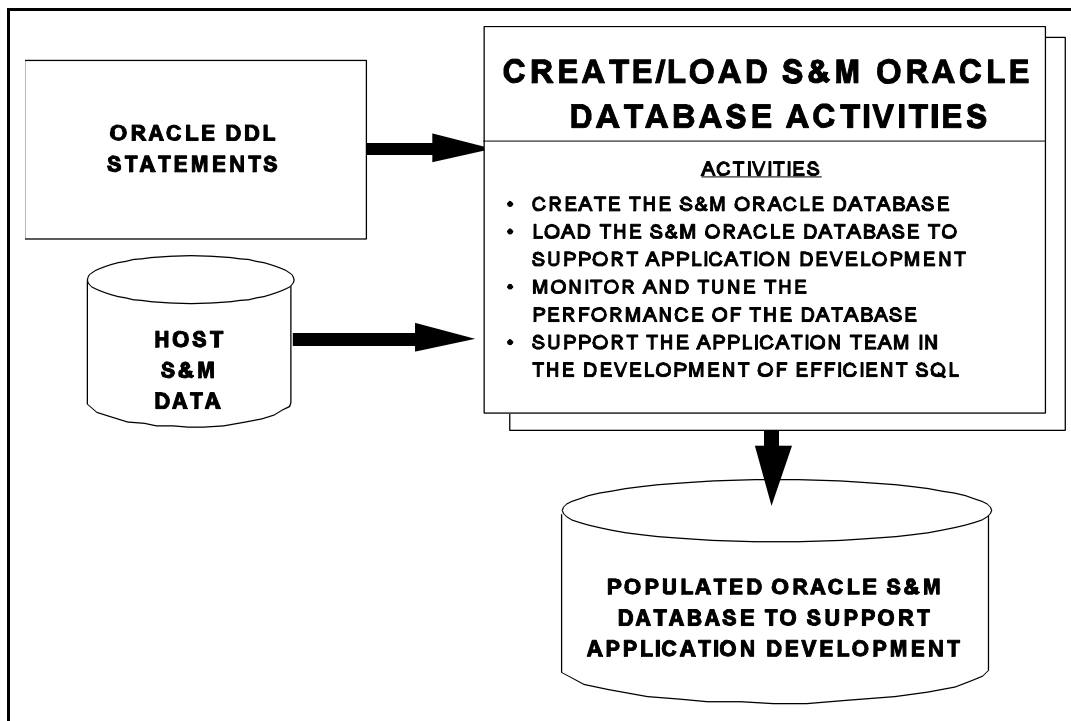 ORACLE DDL
STATEMENTS
HOST
S&M
DATA
CREATE/LOAD S&M ORACLE
DATABASE ACTIVITIES
ACTIVITIES
• CREATE THE S&M ORACLE DATABASE
• LOAD THE S&M ORACLE DATABASE TO
SUPPORT APPLICATION DEVELOPMENT
• MONITOR AND TUNE THE
PERFORMANCE OF THE DATABASE
• SUPPORT THE APPLICATION TEAM IN
THE DEVELOPMENT OF EFFICIENT SQL
POPULATED ORACLE S&M
DATABASE TO SUPPORT
APPLICATION DEVELOPMENT